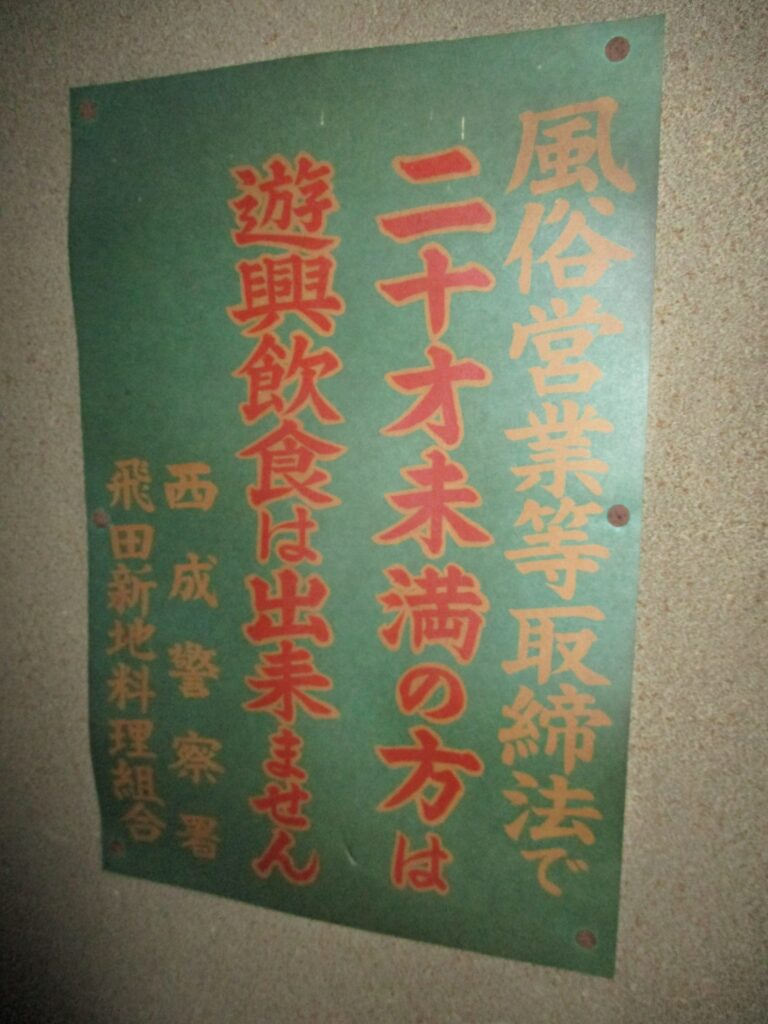 風俗営業等取締法で
二十才未満の方は
遊興飲食は出来ません
西成警察署
飛田新地料理組合